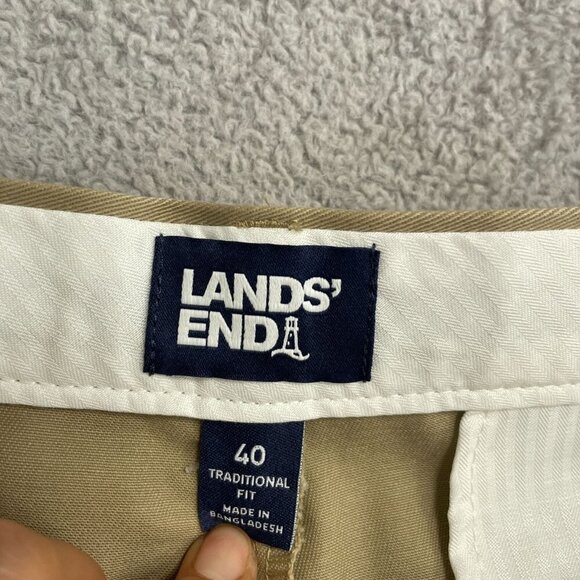 LANDS'
END
40
TRADITIONAL
FIT
MADE IN
BANGLADESH